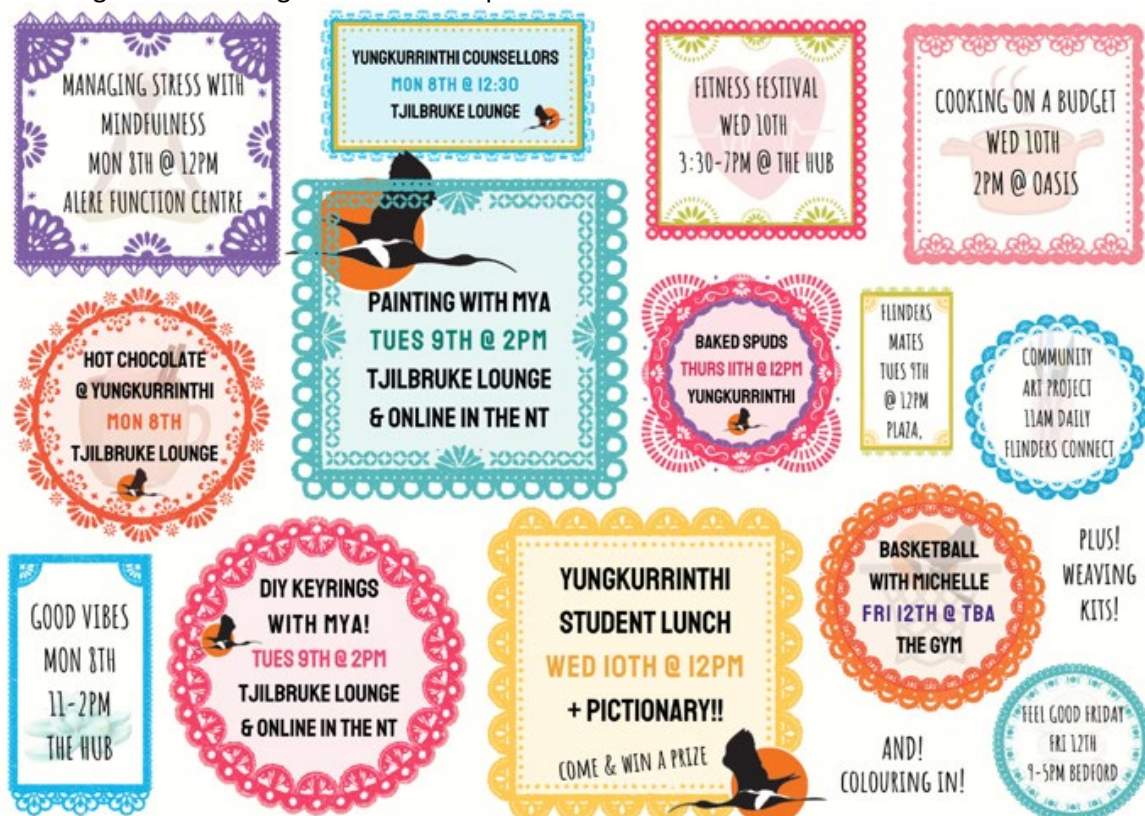 MANAGING STRESS WITH
MINDFULNESS
MON 8TH @ 12PM
ALERE FUNCTION CENTRE
YUNGKURRINTHI COUNSELLORS
MON 8TH @ 12:30
TJILBRUKE LOUNGE
FITNESS FESTIVAL
WED 10TH
3:30-7PM @ THE HUB
COOKING ON A BUDGET
WED 10TH
2PM @ OASIS
HOT CHOCOLATE
@ YUNGKURRINTHI
MON 8TH
TJILBRUKE LOUNGE
PAINTING WITH MYA
TUES 9TH @ 2PM
TJILBRUKE LOUNGE
& ONLINE IN THE NT
BAKED SPUDS
THURS 11TH @ 12PM
YUNGKURRINTHI
FLINDERS
MATES
TUES 9TH
@ 12PM
PLAZA,
COMMUNITY
ART PROJECT
11AM DAILY
FLINDERS CONNECT
GOOD VIBES
MON 8TH
11-2PM
THE HUB
DIY KEYRINGS
WITH MYA!
TUES 9TH @ 2PM
TJILBRUKE LOUNGE
& ONLINE IN THE NT
YUNGKURRINTHI
STUDENT LUNCH
WED 10TH @ 12PM
+ PICTIONARY!!
COME & WIN A PRIZE
BASKETBALL
WITH MICHELLE
FRI 12TH @ TBA
THE GYM
PLUS!
WEAVING
KITS!
AND!
COLOURING IN!
FEEL GOOD FRIDAY
FRI 12TH
9-5PM BEDFORD